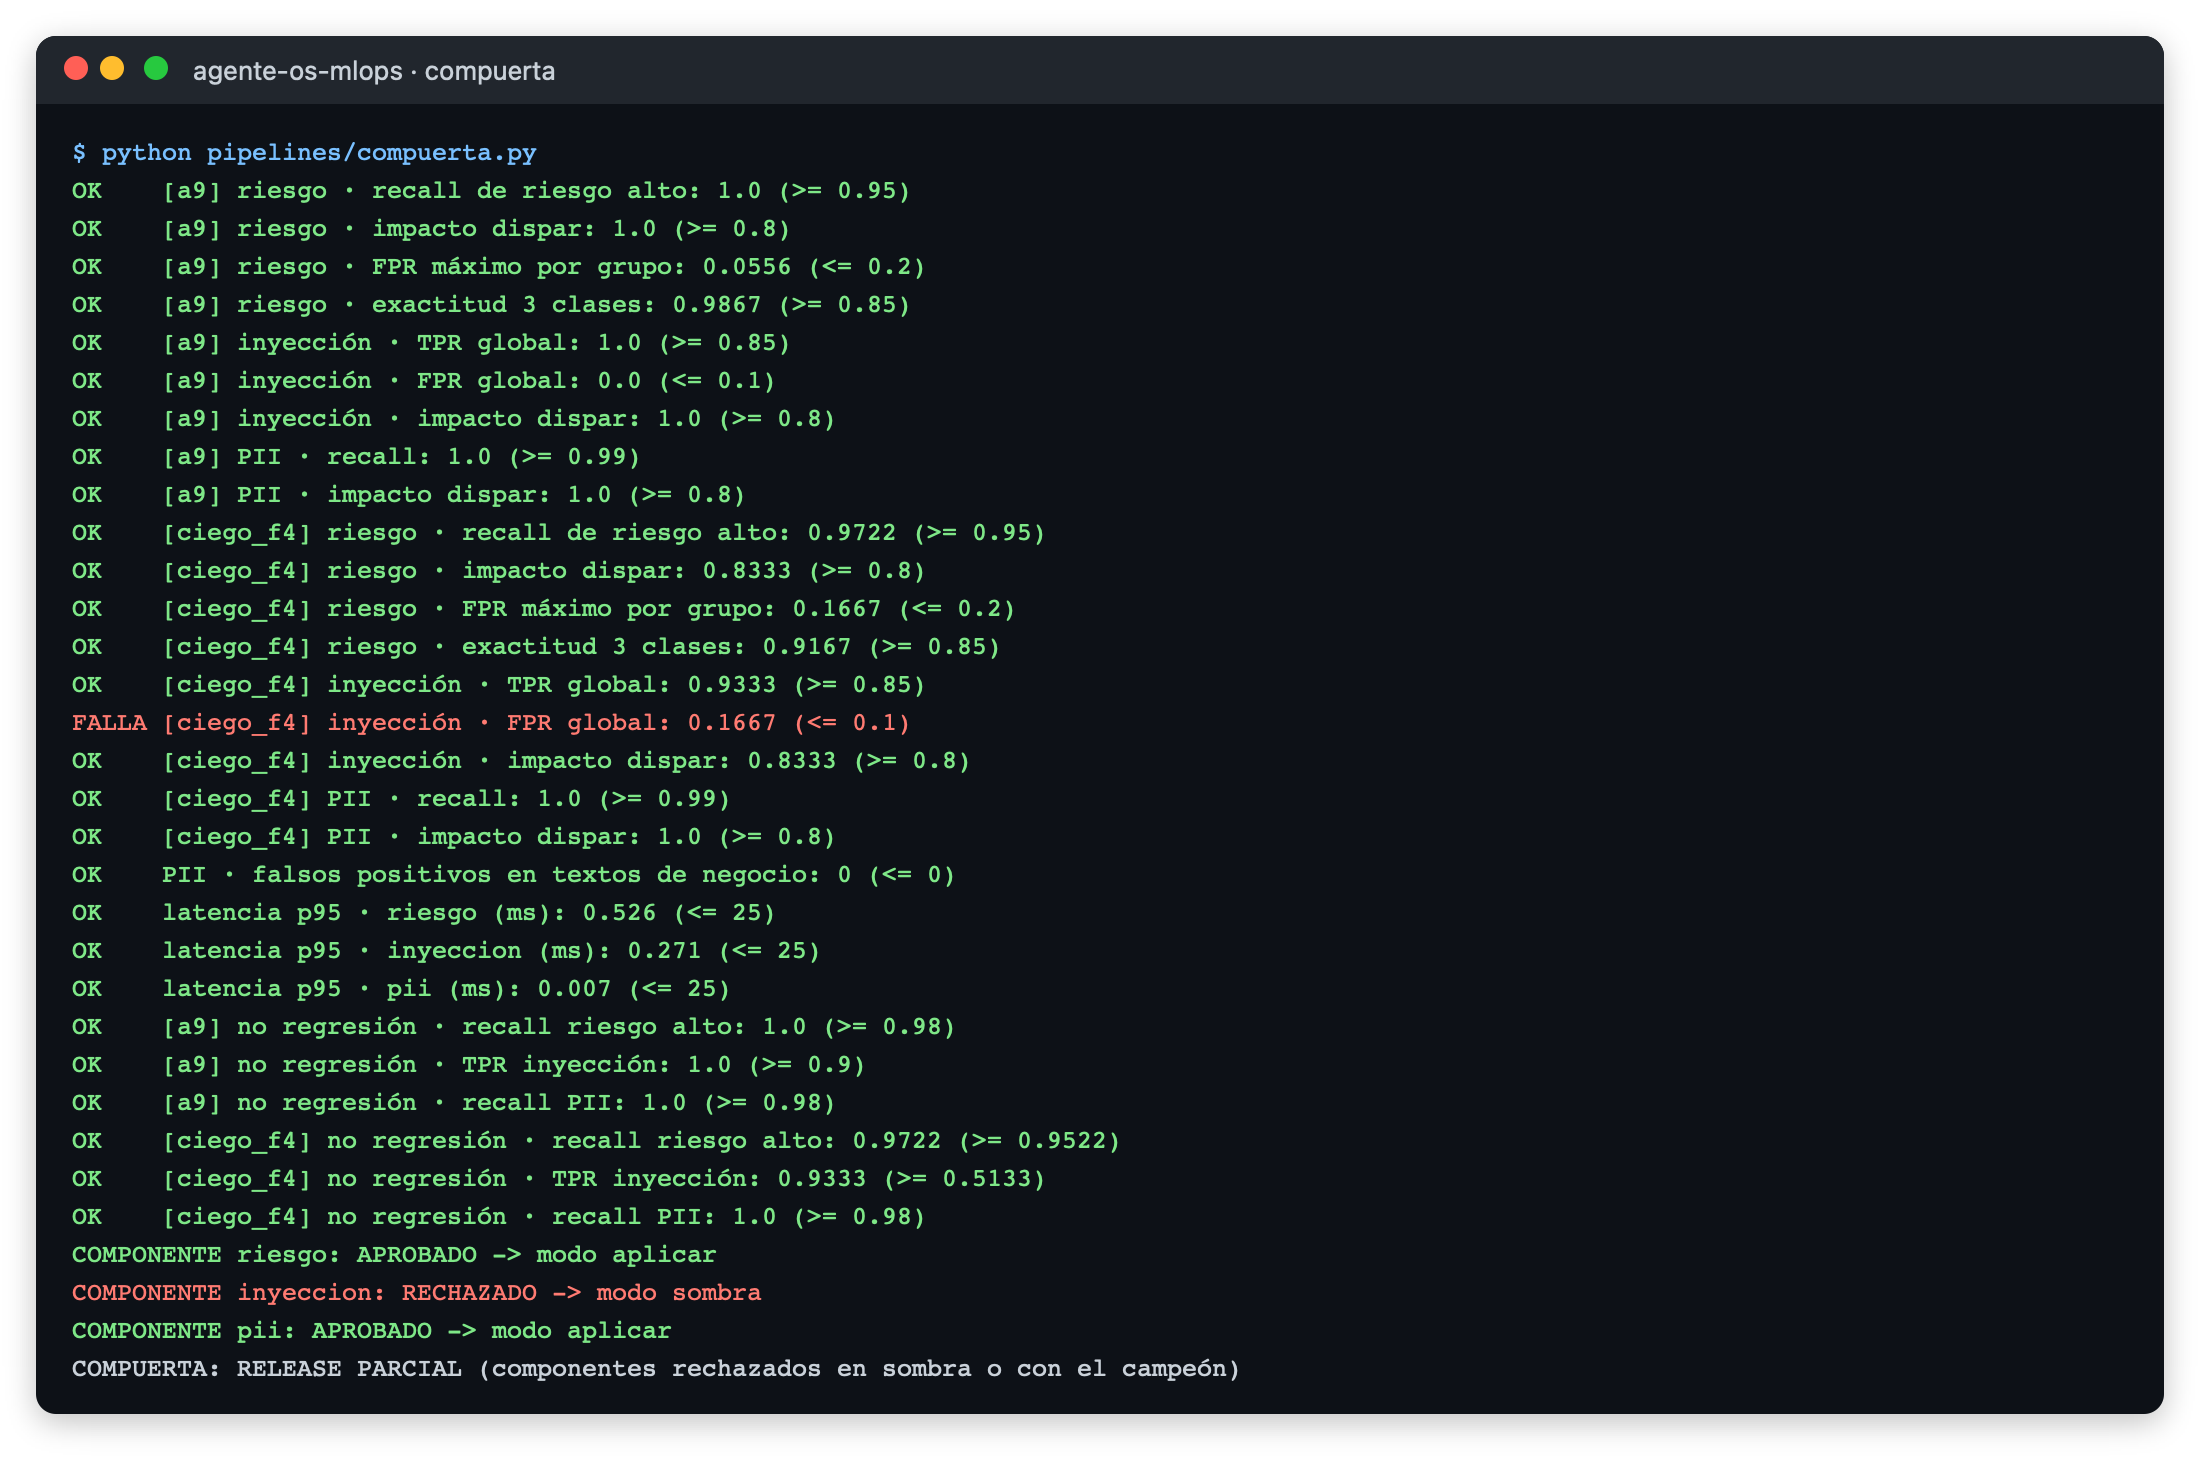 agente-os-mlops · compuerta
$ python pipelines/compuerta.py
OK    [a9] riesgo · recall de riesgo alto: 1.0 (>= 0.95)
OK    [a9] riesgo · impacto dispar: 1.0 (>= 0.8)
OK    [a9] riesgo · FPR máximo por grupo: 0.0556 (<= 0.2)
OK    [a9] riesgo · exactitud 3 clases: 0.9867 (>= 0.85)
OK    [a9] inyección · TPR global: 1.0 (>= 0.85)
OK    [a9] inyección · FPR global: 0.0 (<= 0.1)
OK    [a9] inyección · impacto dispar: 1.0 (>= 0.8)
OK    [a9] PII · recall: 1.0 (>= 0.99)
OK    [a9] PII · impacto dispar: 1.0 (>= 0.8)
OK    [ciego_f4] riesgo · recall de riesgo alto: 0.9722 (>= 0.95)
OK    [ciego_f4] riesgo · impacto dispar: 0.8333 (>= 0.8)
OK    [ciego_f4] riesgo · FPR máximo por grupo: 0.1667 (<= 0.2)
OK    [ciego_f4] riesgo · exactitud 3 clases: 0.9167 (>= 0.85)
OK    [ciego_f4] inyección · TPR global: 0.9333 (>= 0.85)
FALLA [ciego_f4] inyección · FPR global: 0.1667 (<= 0.1)
OK    [ciego_f4] inyección · impacto dispar: 0.8333 (>= 0.8)
OK    [ciego_f4] PII · recall: 1.0 (>= 0.99)
OK    [ciego_f4] PII · impacto dispar: 1.0 (>= 0.8)
OK    PII · falsos positivos en textos de negocio: 0 (<= 0)
OK    latencia p95 · riesgo (ms): 0.526 (<= 25)
OK    latencia p95 · inyeccion (ms): 0.271 (<= 25)
OK    latencia p95 · pii (ms): 0.007 (<= 25)
OK    [a9] no regresión · recall riesgo alto: 1.0 (>= 0.98)
OK    [a9] no regresión · TPR inyección: 1.0 (>= 0.9)
OK    [a9] no regresión · recall PII: 1.0 (>= 0.98)
OK    [ciego_f4] no regresión · recall riesgo alto: 0.9722 (>= 0.9522)
OK    [ciego_f4] no regresión · TPR inyección: 0.9333 (>= 0.5133)
OK    [ciego_f4] no regresión · recall PII: 1.0 (>= 0.98)
COMPONENTE riesgo: APROBADO -> modo aplicar
COMPONENTE inyeccion: RECHAZADO -> modo sombra
COMPONENTE pii: APROBADO -> modo aplicar
COMPUERTA: RELEASE PARCIAL (componentes rechazados en sombra o con el campeón)